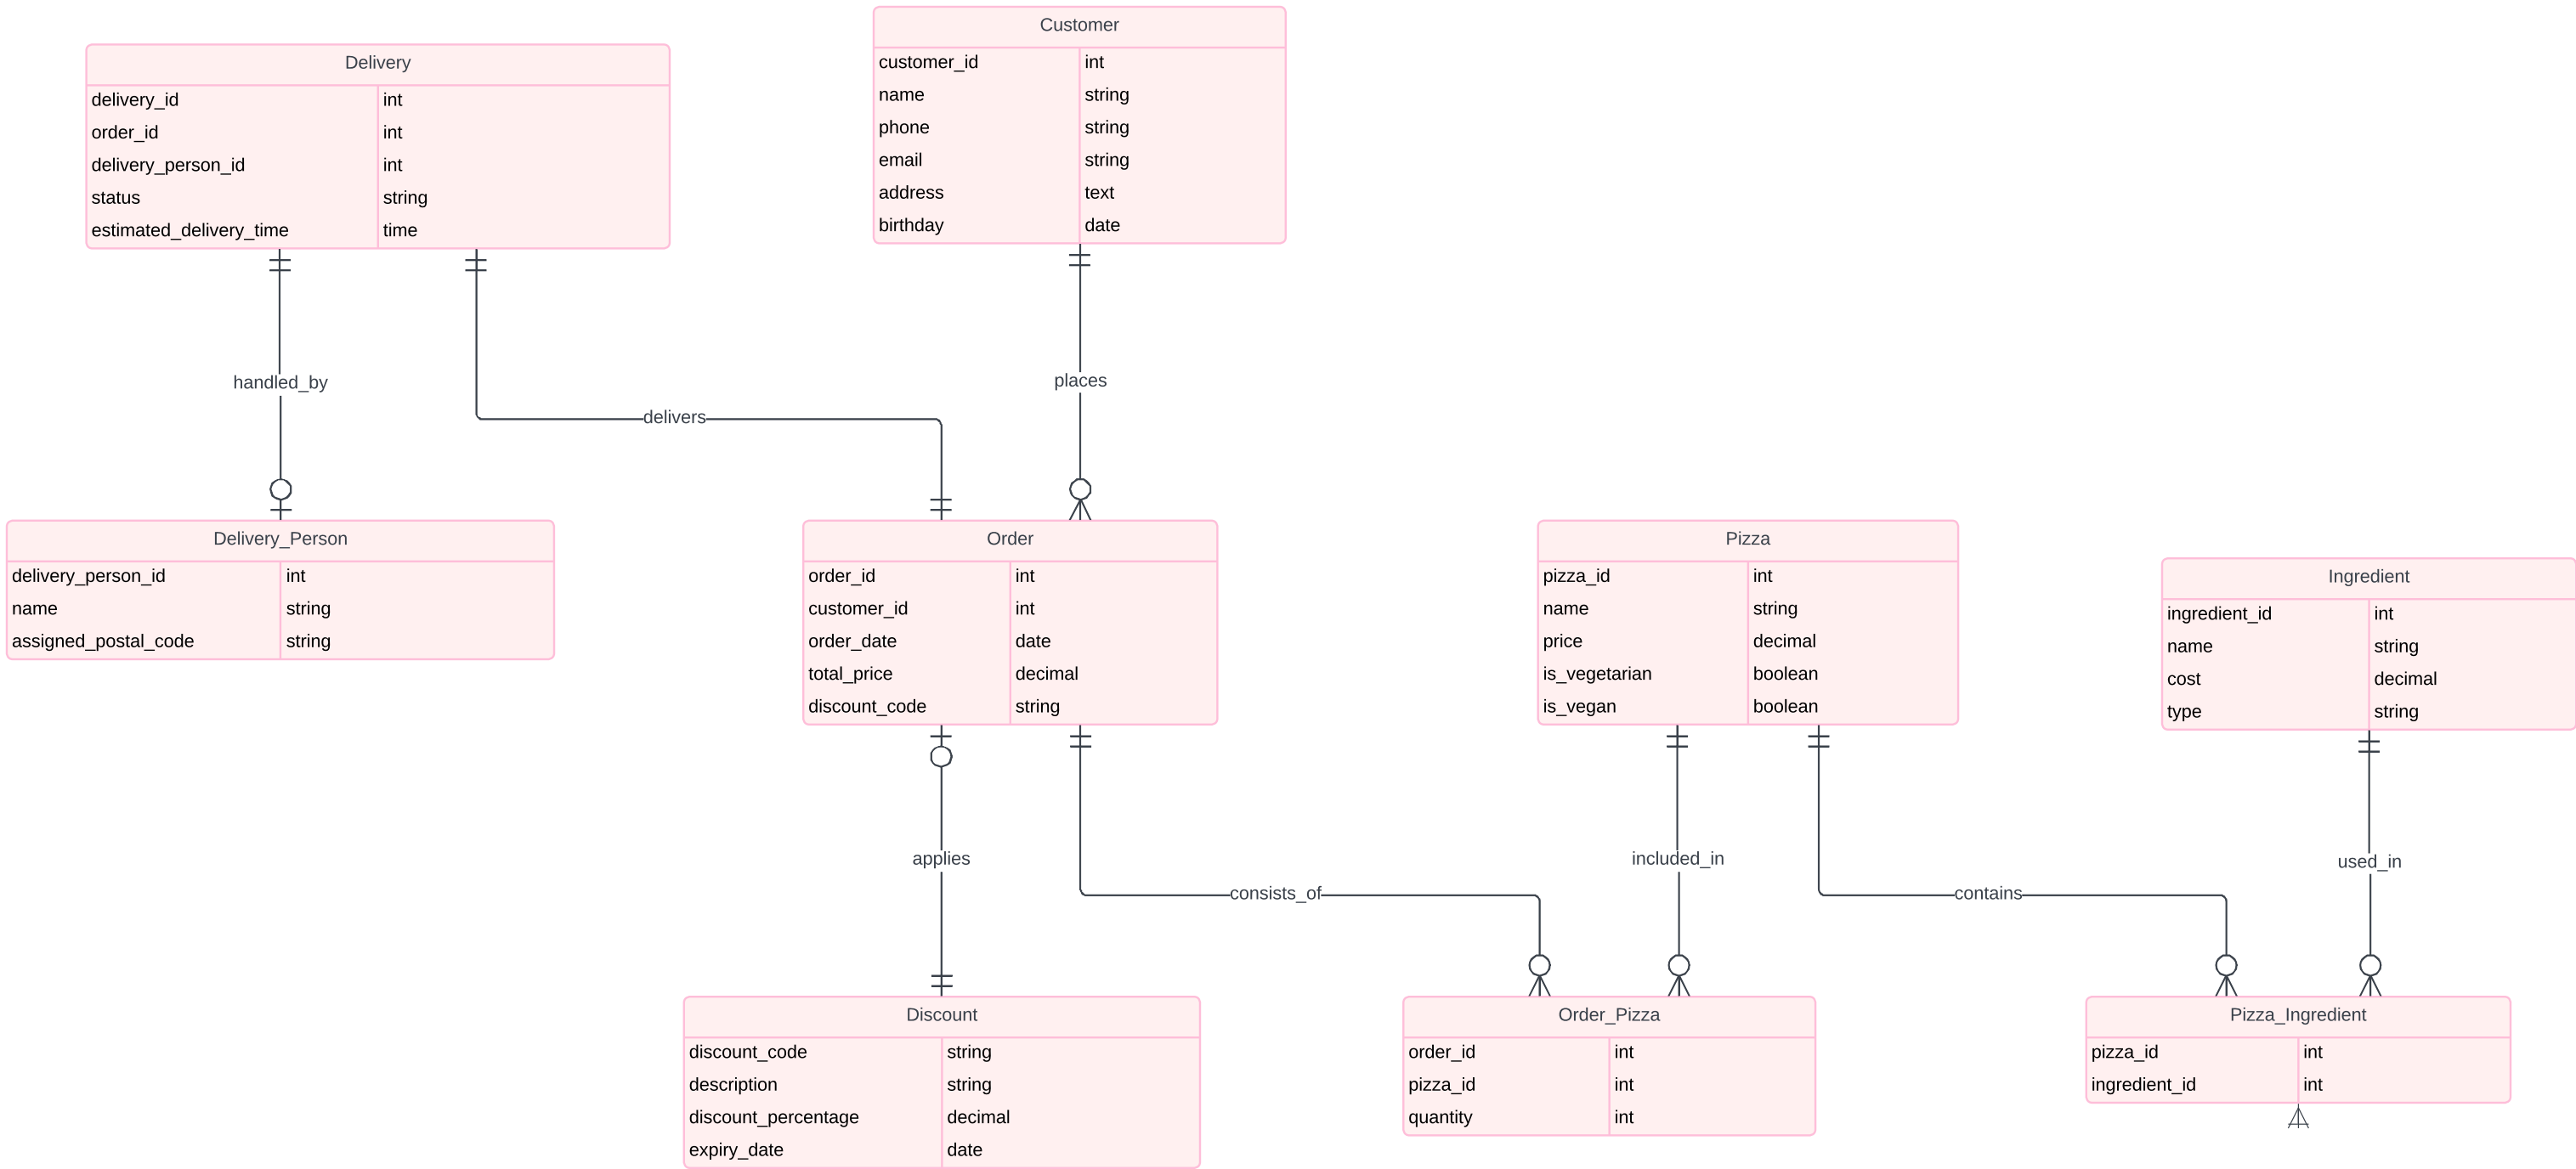 Customer
customer_id int
name string
phone string
email string
address text
birthday date
Delivery
delivery_id int
order_id int
delivery_person_id int
status string
estimated_delivery_time time
handled_by
places
delivers
Delivery_Person
delivery_person_id int
name string
assigned_postal_code string
Order
order_id int
customer_id int
order_date date
total_price decimal
discount_code string
Pizza
pizza_id int
name string
price decimal
is_vegetarian boolean
is_vegan boolean
Ingredient
ingredient_id int
name string
cost decimal
type string
applies
included_in
used_in
consists_of
contains
Discount
discount_code string
description string
discount_percentage decimal
expiry_date date
Order_Pizza
order_id int
pizza_id int
quantity int
Pizza_Ingredient
pizza_id int
ingredient_id int